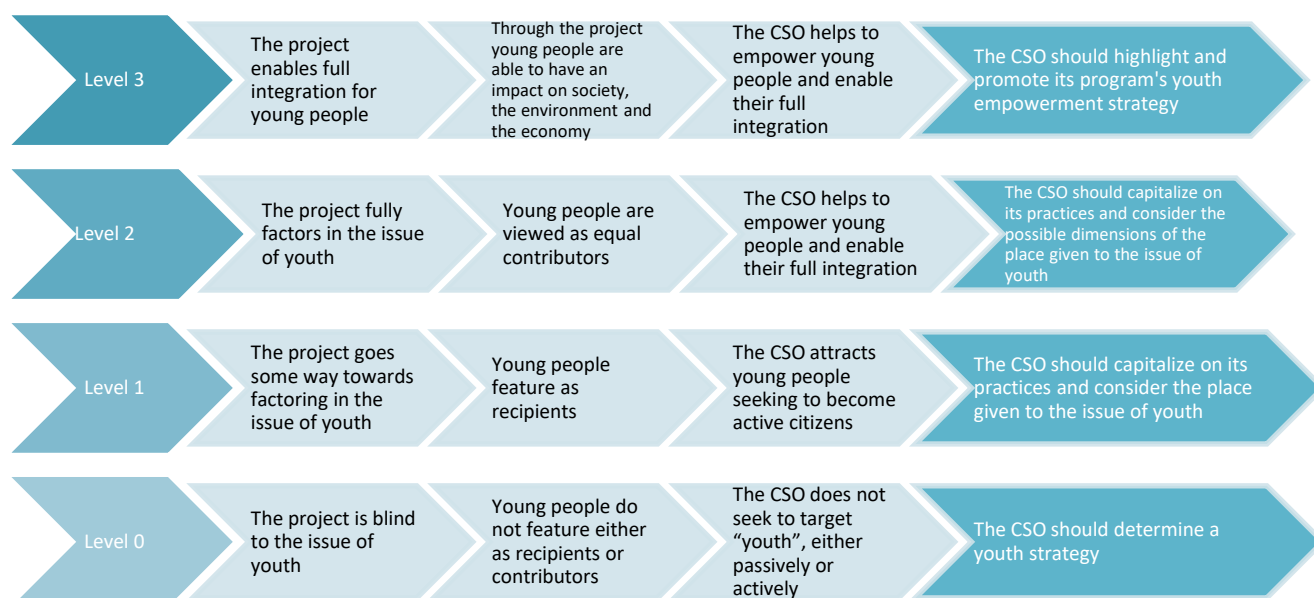 Level 3
The project
enables full
integration for
young people
Through the project
young people are
able to have an
impact on society,
the environment and
the economy
The CSO helps to
empower young
people and enable
their full
integration
The CSO should highlight and
promote its program's youth
empowerment strategy
Level 2
The project fully
factors in the issue
of youth
Young people are
viewed as equal
contributors
The CSO helps to
empower young
people and enable
their full integration
The CSO should capitalize on
its practices and consider the
possible dimensions of the
place given to the issue of
youth
Level 1
The project goes
some way towards
factoring in the
issue of youth
Young people
feature as
recipients
The CSO attracts
young people
seeking to become
active citizens
The CSO should capitalize on its
practices and consider the place
given to the issue of youth
Level 0
The project is blind
to the issue of
youth
Young people do
not feature either
as recipients or
contributors
The CSO does not
seek to target
“youth”, either
passively or
actively
The CSO should determine a
youth strategy